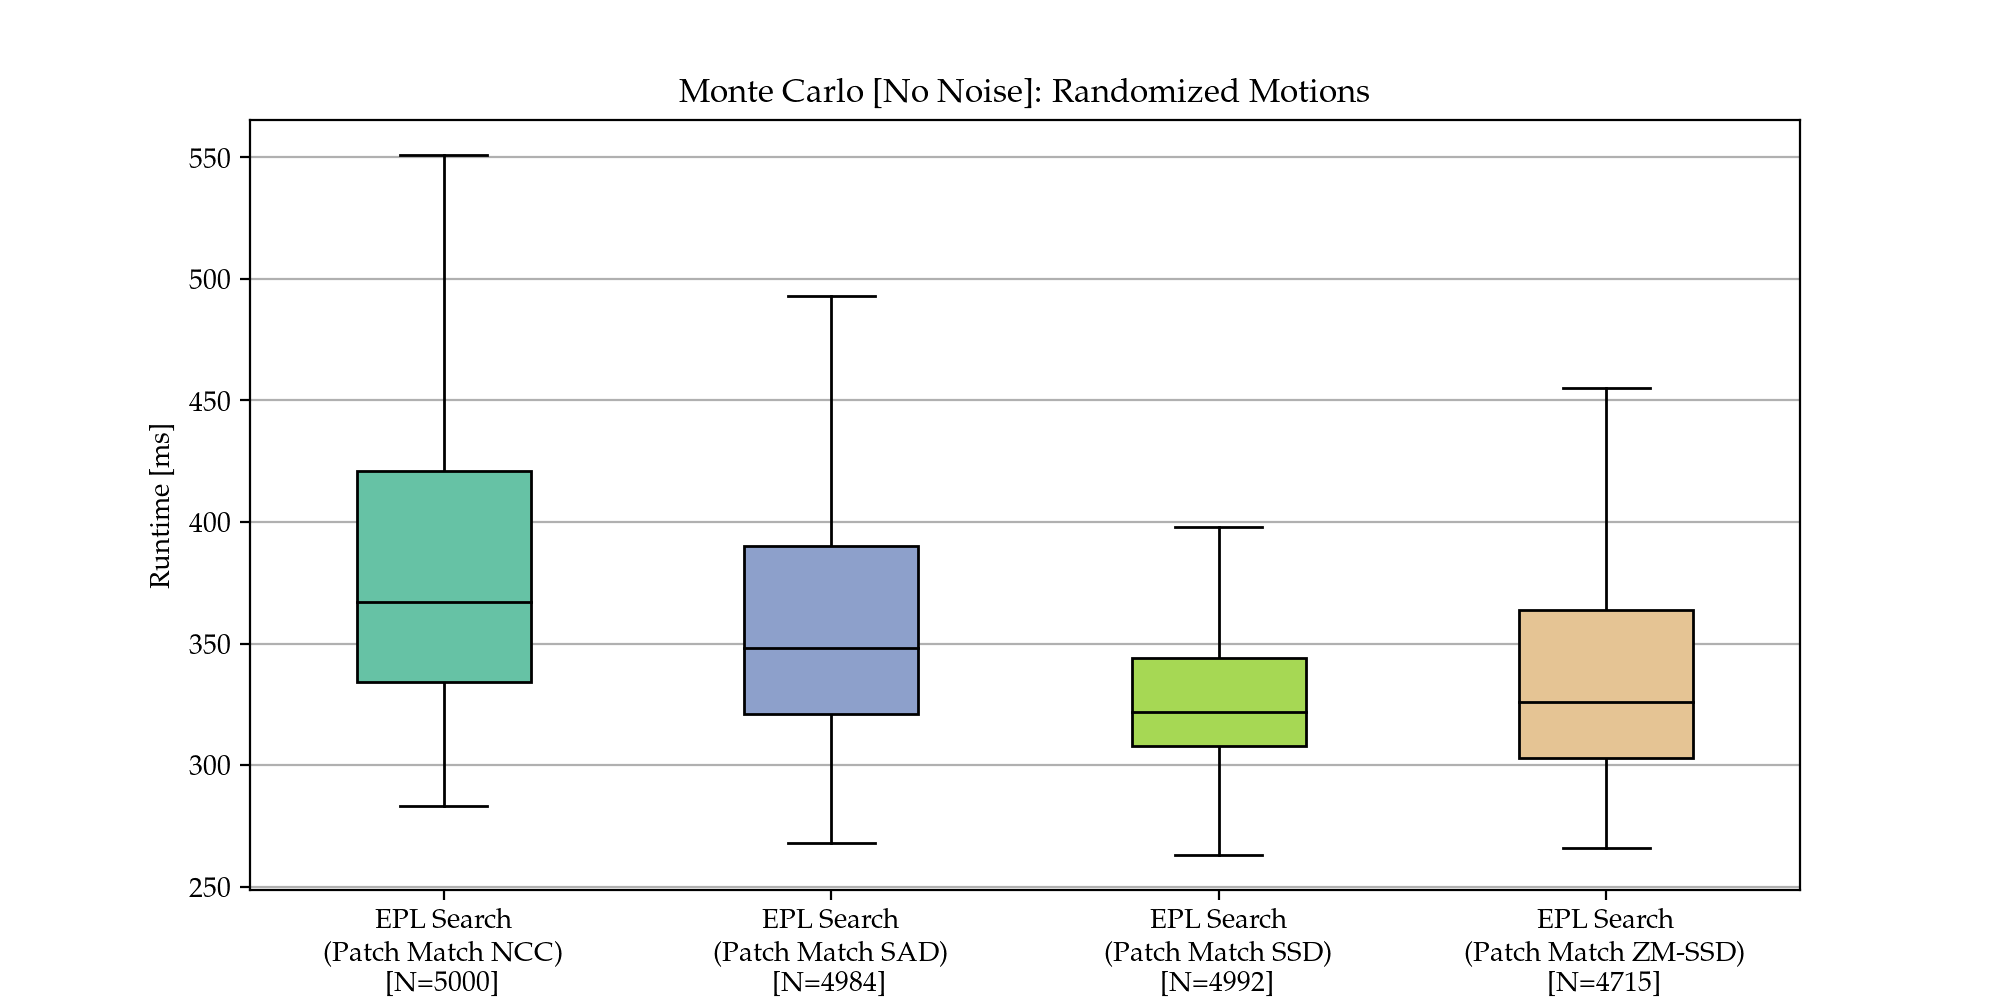 Monte Carlo [No Noise]: Randomized Motions
Runtime [ms]
550
500
450
400
350
300
250
EPL Search
(Patch Match NCC)
[N=5000]
EPL Search
(Patch Match SAD)
[N=4984]
EPL Search
(Patch Match SSD)
[N=4992]
EPL Search
(Patch Match ZM-SSD)
[N=4715]